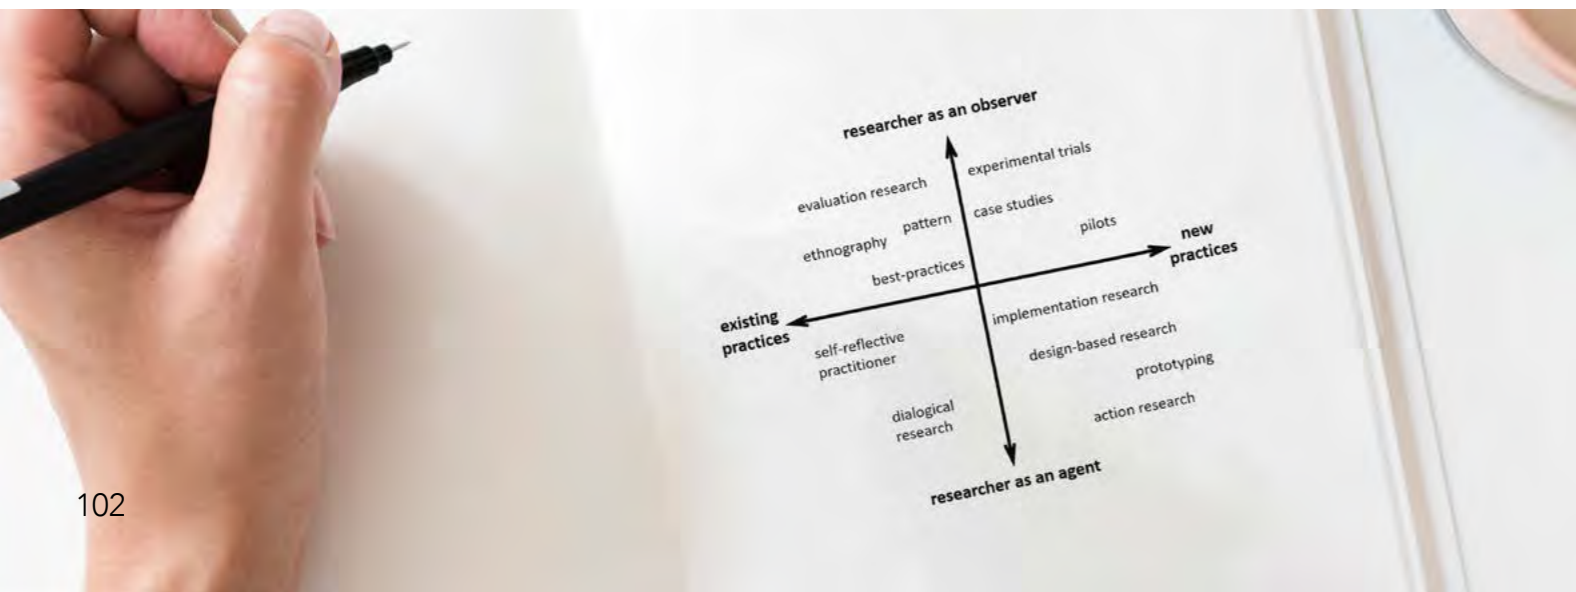 researcher as an observer
experimental trials
evaluation research
case studies
pattern
pilots
ethnography
new
practices
best-practices
existing
practices
implementation research
self-reflective
practitioner
design-based research
prototyping
dialogical
research
action research
researcher as an agent
102